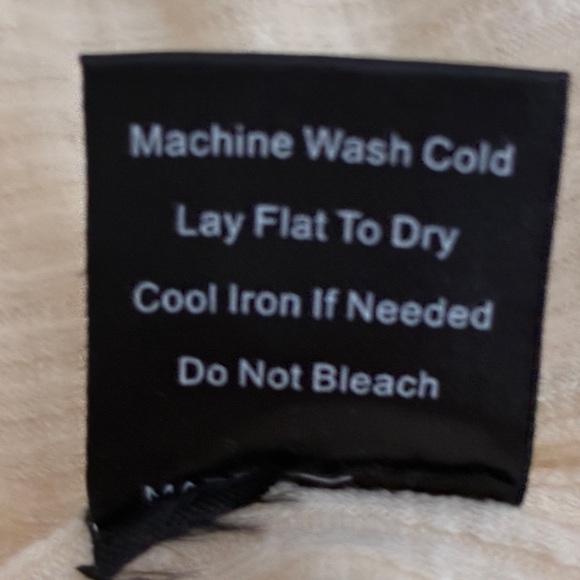 Machine Wash Cold
Lay Flat To Dry
Cool Iron If Needed
Do Not Bleach